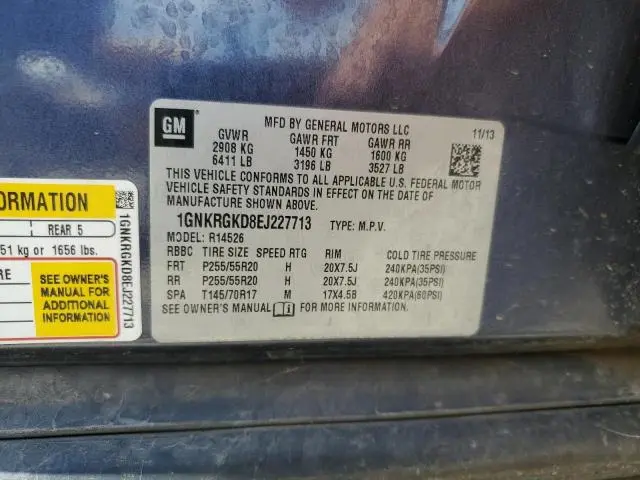 GM
MFD BY GENERAL MOTORS LLC
11/13
GVWR GAWR FRT GAWR RR
2908 KG 1450 KG 1600 KG
6411 LB 3196 LB 3527 LB
THIS VEHICLE CONFORMS TO ALL APPLICABLE U.S. FEDERAL MOTOR
VEHICLE SAFETY STANDARDS IN EFFECT ON THE DATE OF
MANUFACTURE SHOWN ABOVE.
1GNKRGKD8EJ227713 TYPE: M.P.V.
MODEL: R14526
RBBC TIRE SIZE SPEED RTG RIM COLD TIRE PRESSURE
FRT P255/55R20 H 20X7.5J 240KPA(35PSI)
RR P255/55R20 H 20X7.5J 240KPA(35PSI)
SPA T145/70R17 M 17X4.5B 420KPA(60PSI)
SEE OWNER'S MANUAL i FOR MORE INFORMATION.
ORMATION
REAR 5
51 kg or 1656 lbs.
RE
SEE OWNER'S
MANUAL FOR
ADDITIONAL
INFORMATION
1GNKRGKD8EJ227713